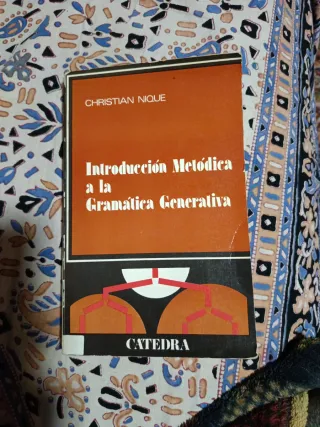 CHRISTIAN NIQUE
Introducción Metódica
a la
Gramática Generativa
CATEDRA